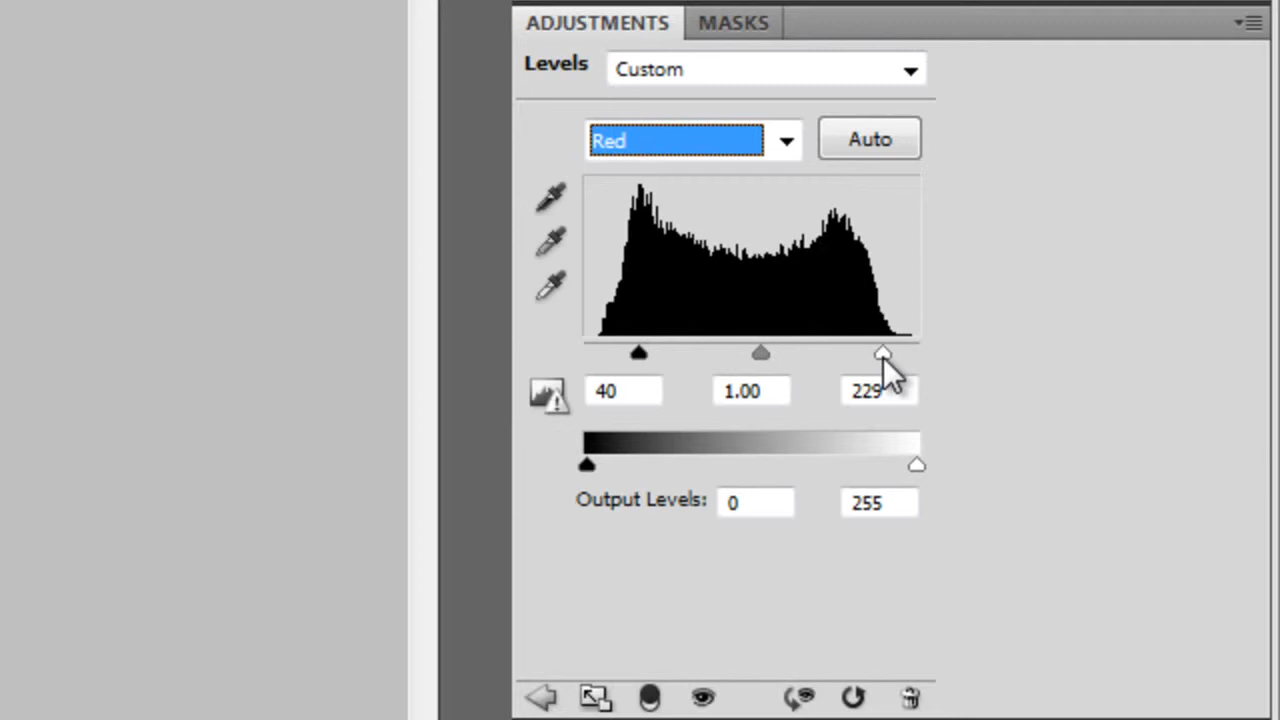 ADJUSTMENTS MASKS
Levels Custom
Red Auto
40 1.00 229
Output Levels: 0 255